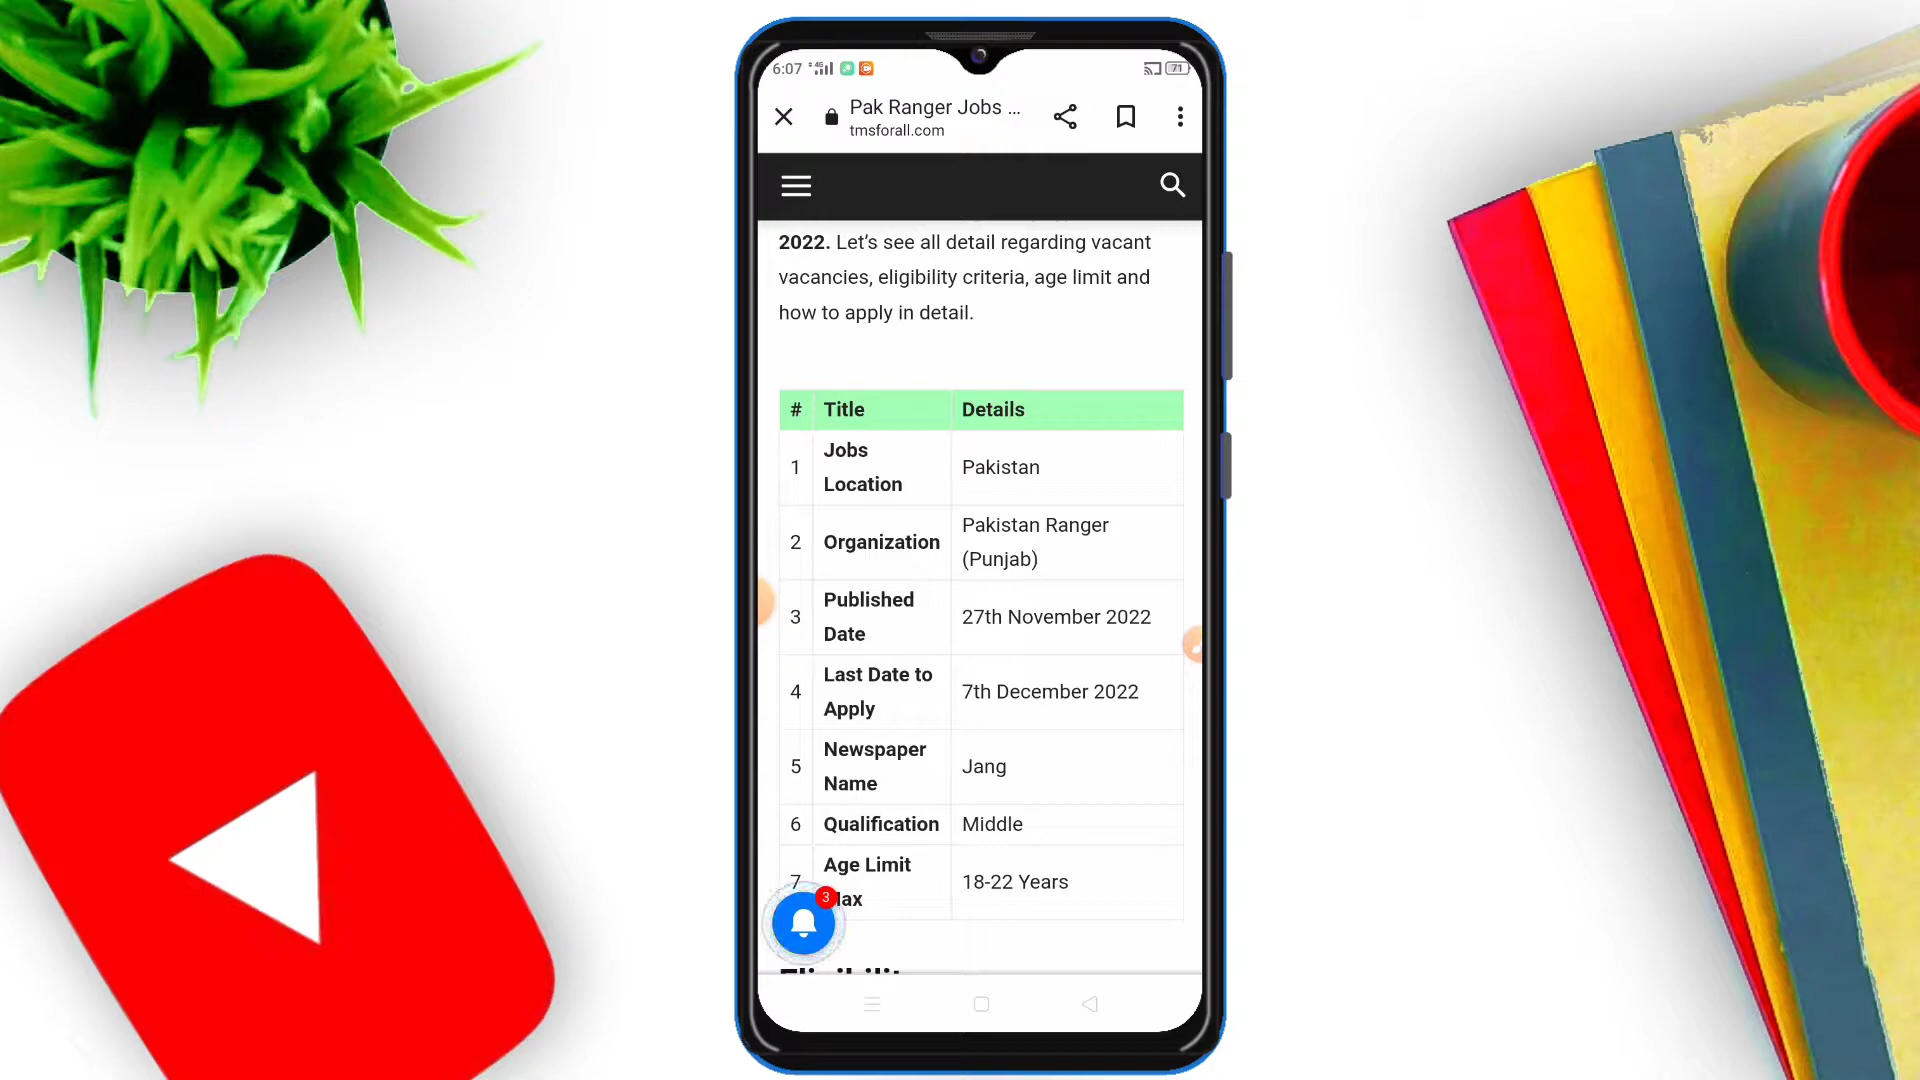 6:07
4G
71
Pak Ranger Jobs ...
tmsforall.com
2022. Let’s see all detail regarding vacant
vacancies, eligibility criteria, age limit and
how to apply in detail.
# Title Details
1 Jobs Location Pakistan
2 Organization Pakistan Ranger (Punjab)
3 Published Date 27th November 2022
4 Last Date to Apply 7th December 2022
5 Newspaper Name Jang
6 Qualification Middle
7 Age Limit 18-22 Years
3